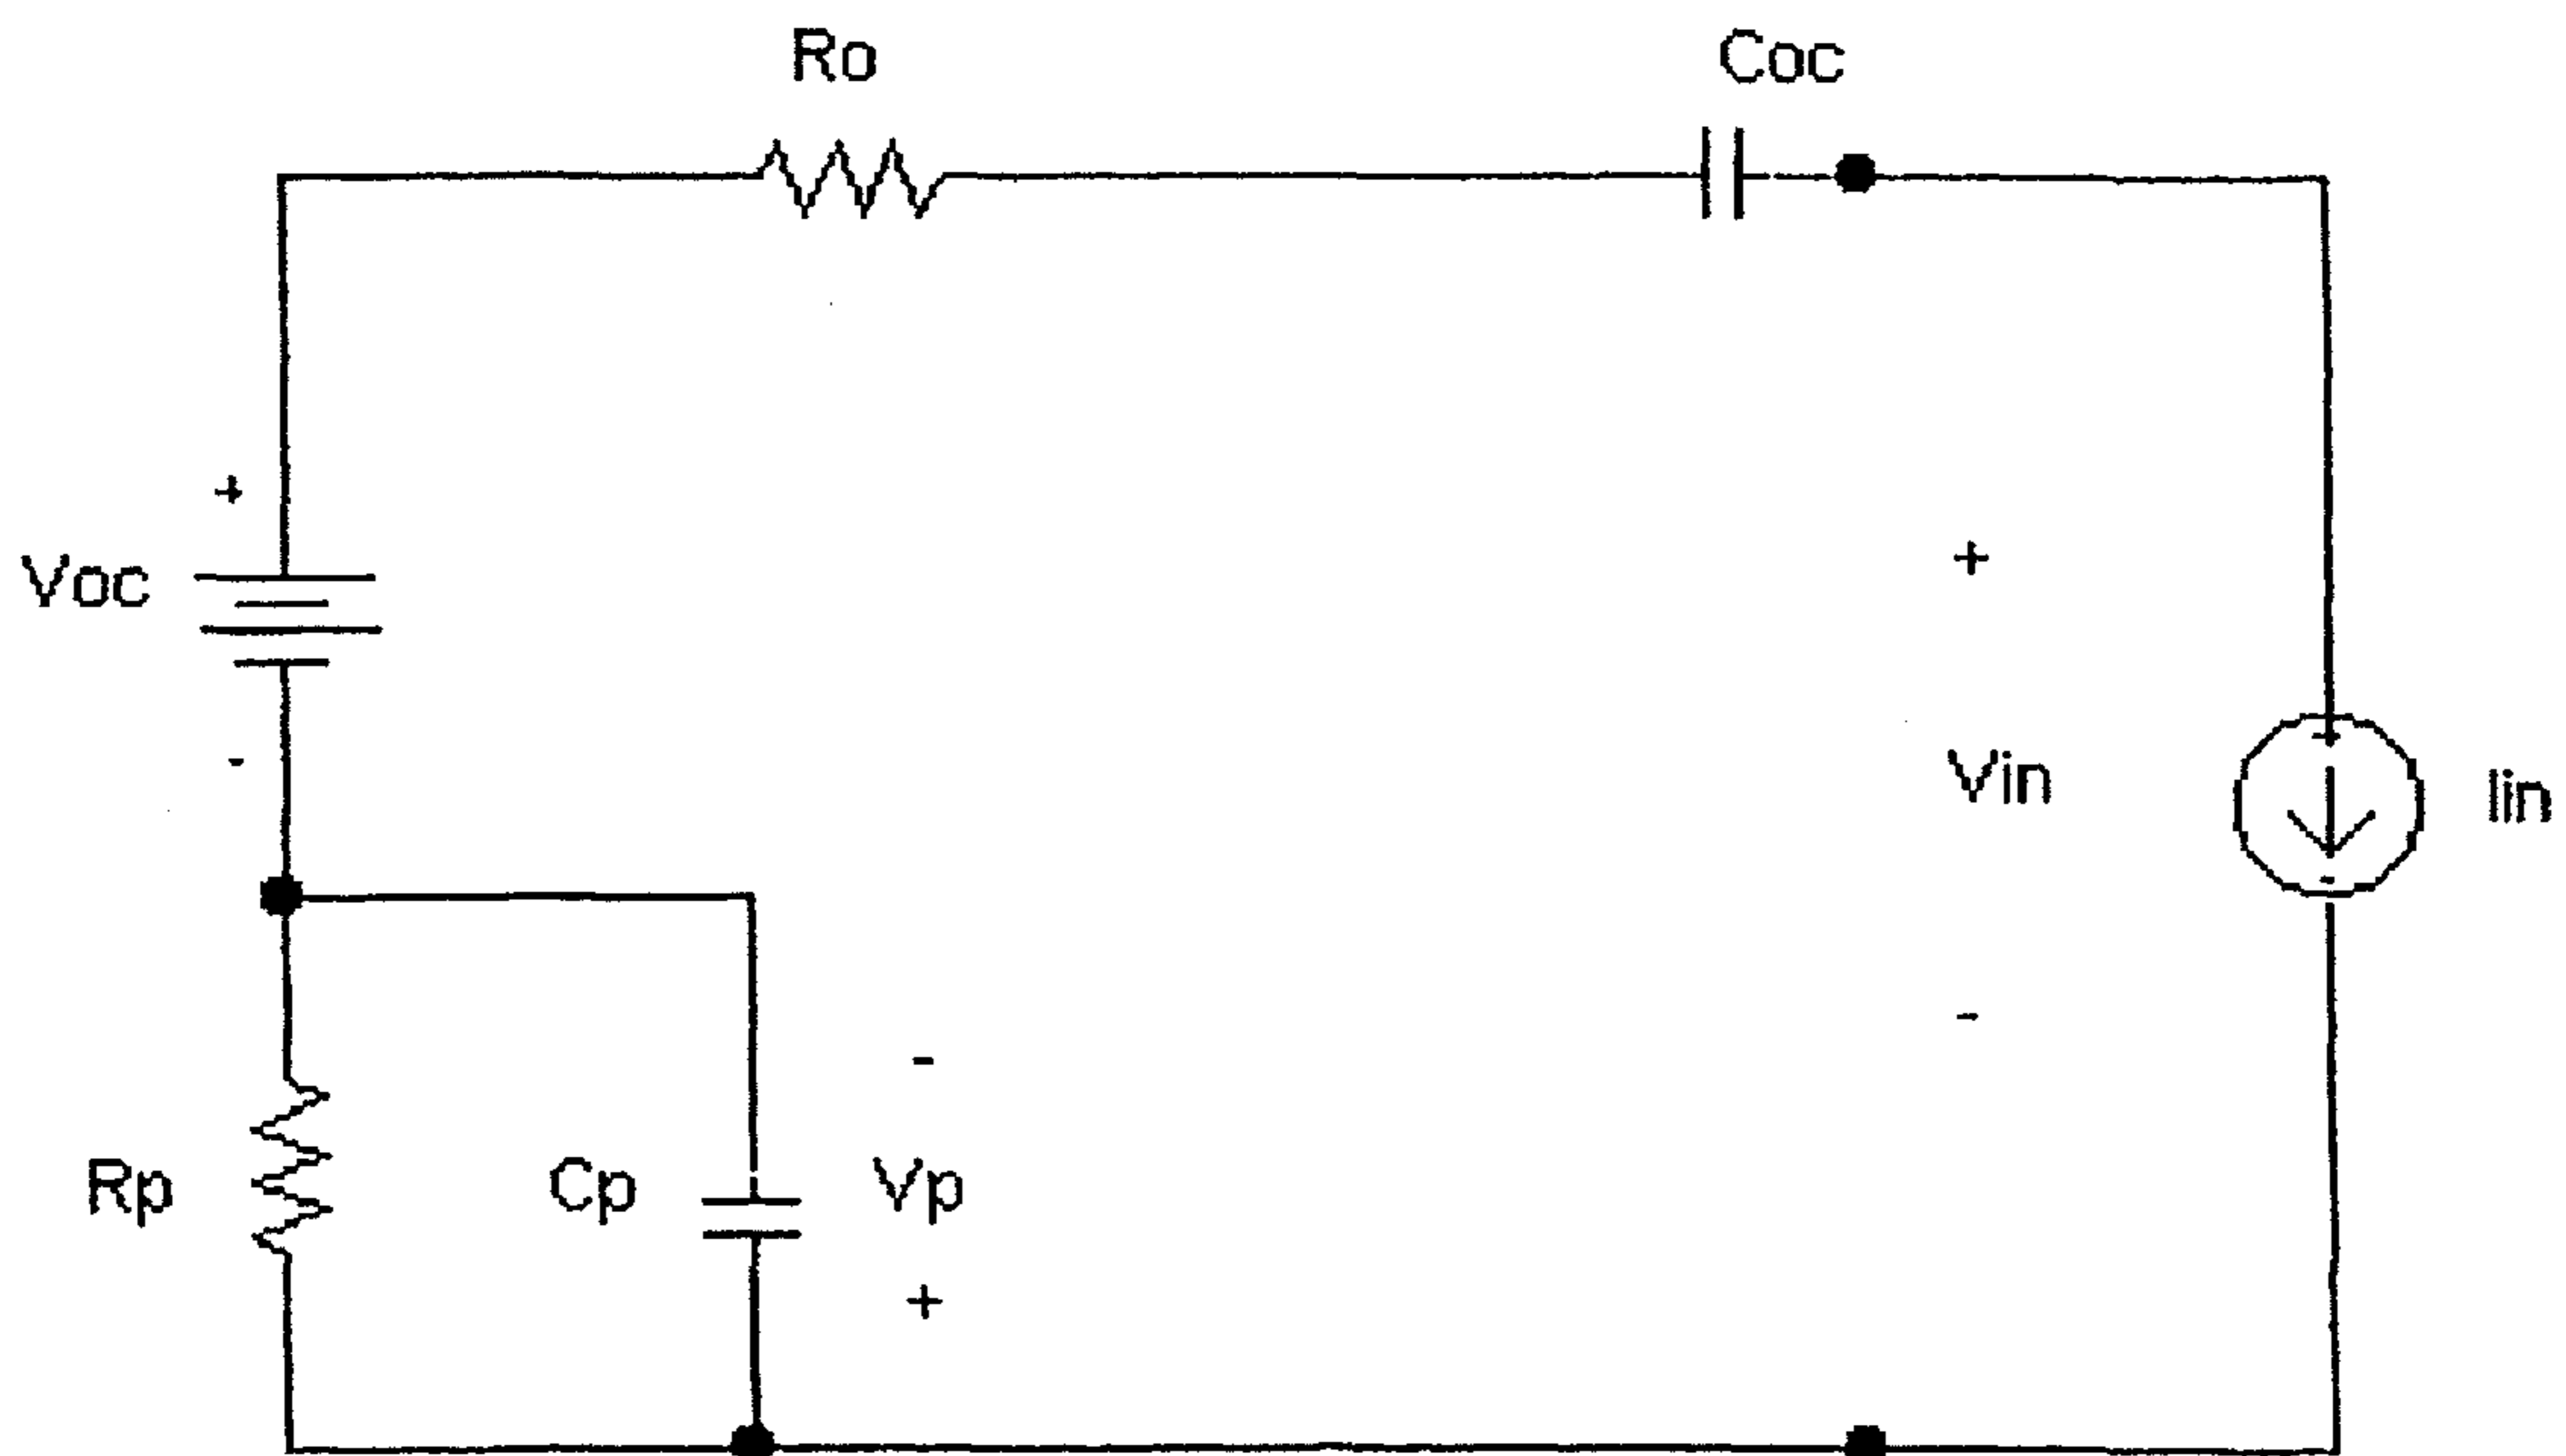 Ro
Coc
+
Voc
-
+
Vin
-
+
Iin
-
Rp
Cp
-
Vp
+